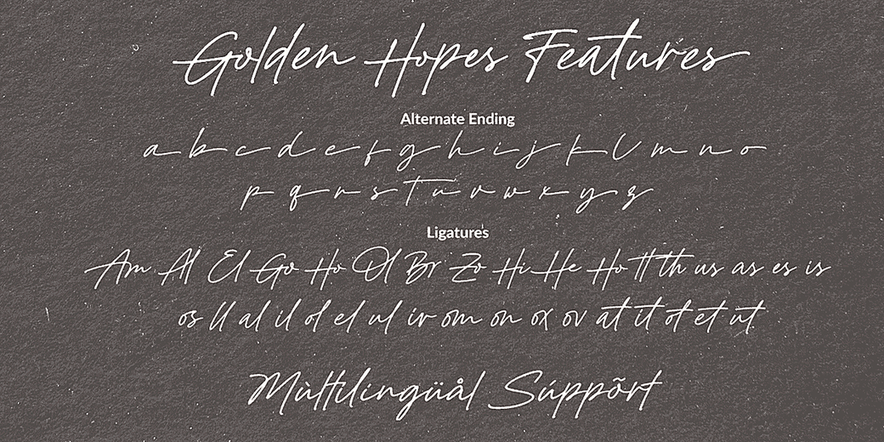 Golden Hopes Features
Alternate Ending
a b c d e f g h i j k l m n o
p q r s t u v w x y z
Ligatures
Am Al El Go Ho Ol Br Zo Hi He Ho tt th us as es is
os ll al il ol el ul ir om on ox ov at it ot et ut
Mùltilingüål Súppõrt